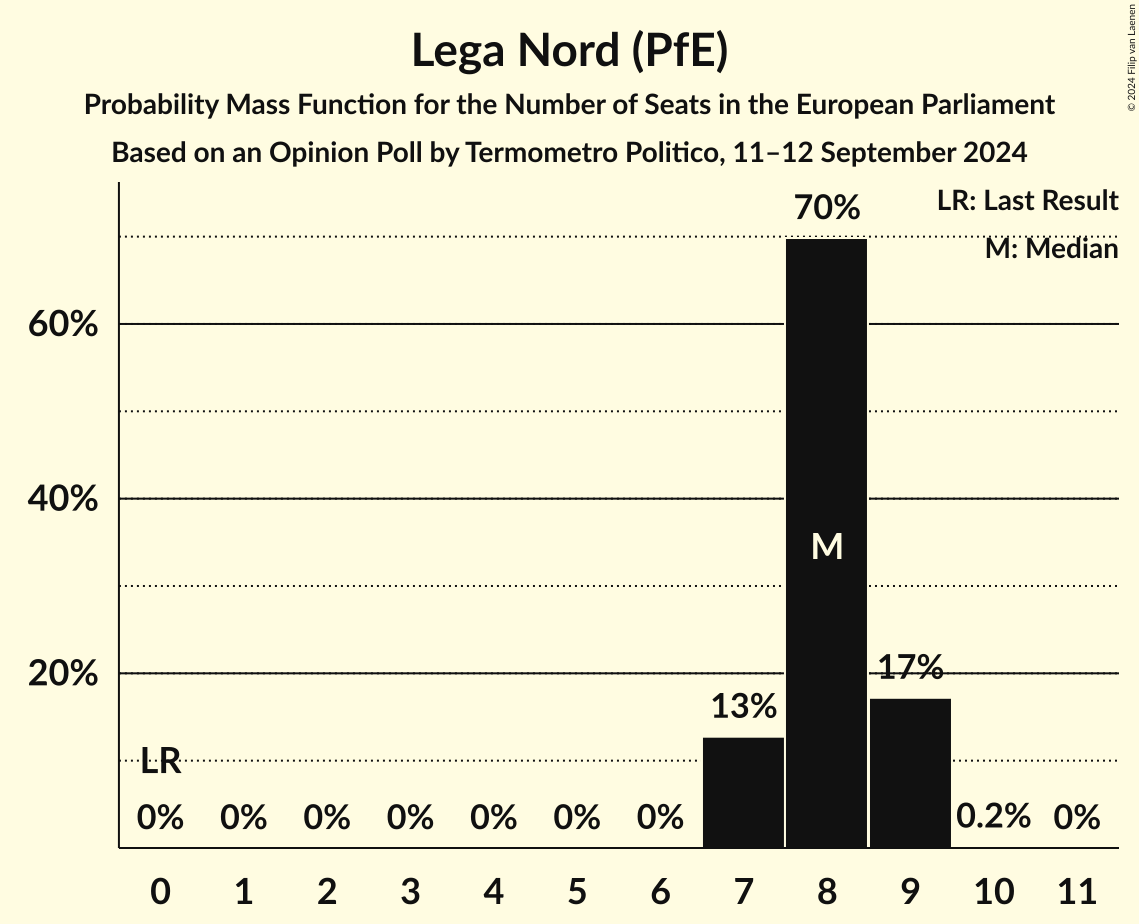 Lega Nord (PfE)
Probability Mass Function for the Number of Seats in the European Parliament
Based on an Opinion Poll by Termometro Politico, 11–12 September 2024
© 2024 Filip van Laenen
LR: Last Result
M: Median
70%
60%
40%
M
20%
17%
13%
LR
0% 0% 0% 0% 0% 0% 0% 0.2% 0%
0 1 2 3 4 5 6 7 8 9 10 11